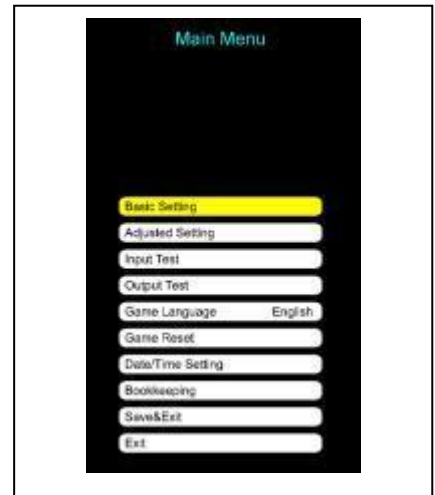 Main Menu
Basic Setting
Adjusted Setting
Input Test
Output Test
Game Language English
Game Reset
Date/Time Setting
Bookkeeping
Save&Exit
Exit